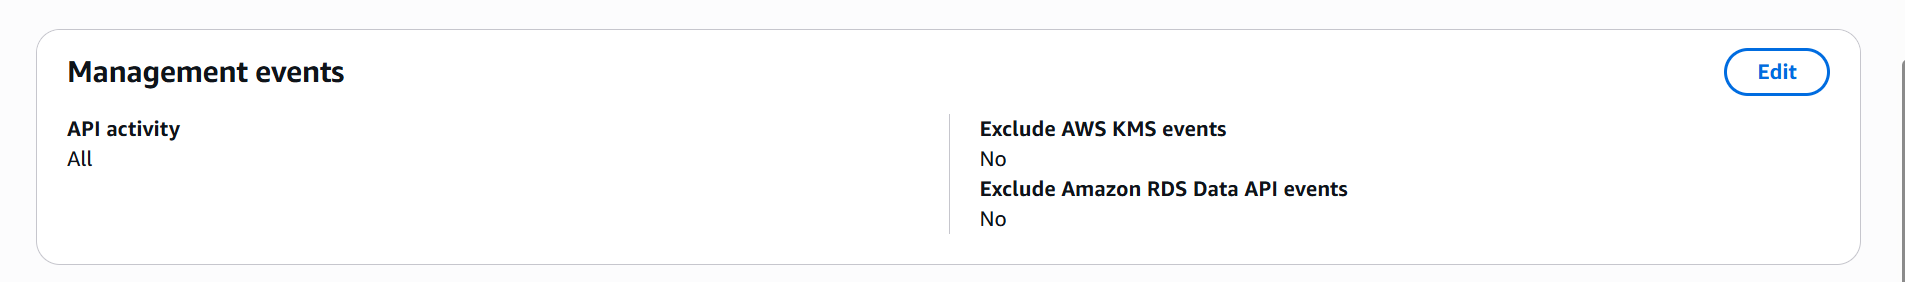 Management events
Edit
API activity
All
Exclude AWS KMS events
No
Exclude Amazon RDS Data API events
No